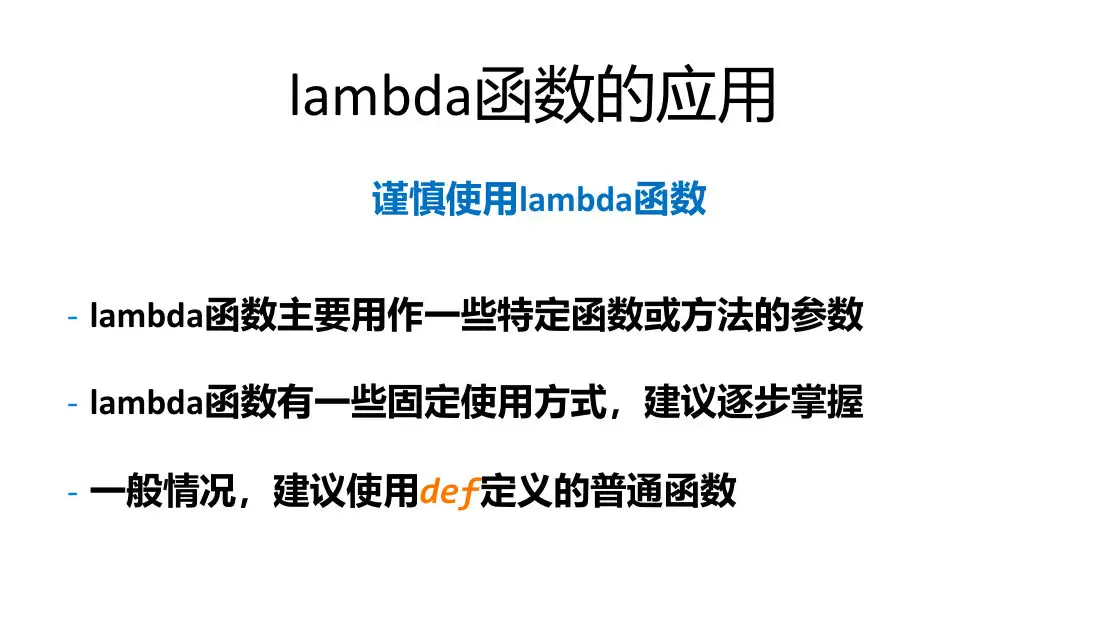 lambda函数的应用
谨慎使用lambda函数
- lambda函数主要用作一些特定函数或方法的参数
- lambda函数有一些固定使用方式，建议逐步掌握
- 一般情况，建议使用def定义的普通函数